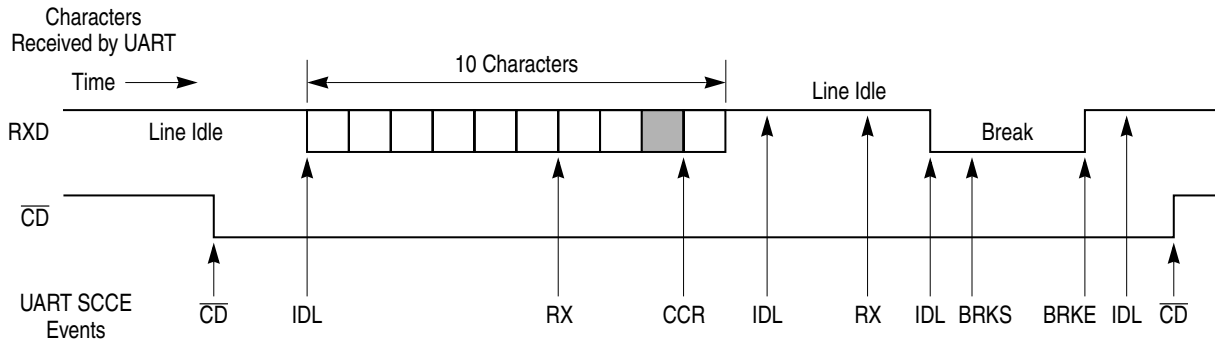 Characters
Received by UART
10 Characters
Time
Line Idle
RXD
Line Idle
Break
CD
UART SCCE
Events
CD
IDL
RX
CCR
IDL
RX
IDL
BRKS
BRKE
IDL
CD